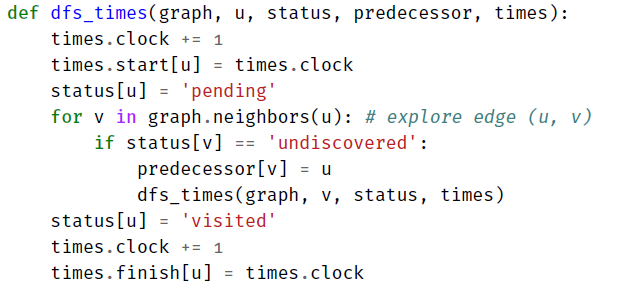 def dfs_times(graph, u, status, predecessor, times):
    times.clock += 1
    times.start[u] = times.clock
    status[u] = 'pending'
    for v in graph.neighbors(u): # explore edge (u, v)
        if status[v] == 'undiscovered':
            predecessor[v] = u
            dfs_times(graph, v, status, times)
    status[u] = 'visited'
    times.clock += 1
    times.finish[u] = times.clock